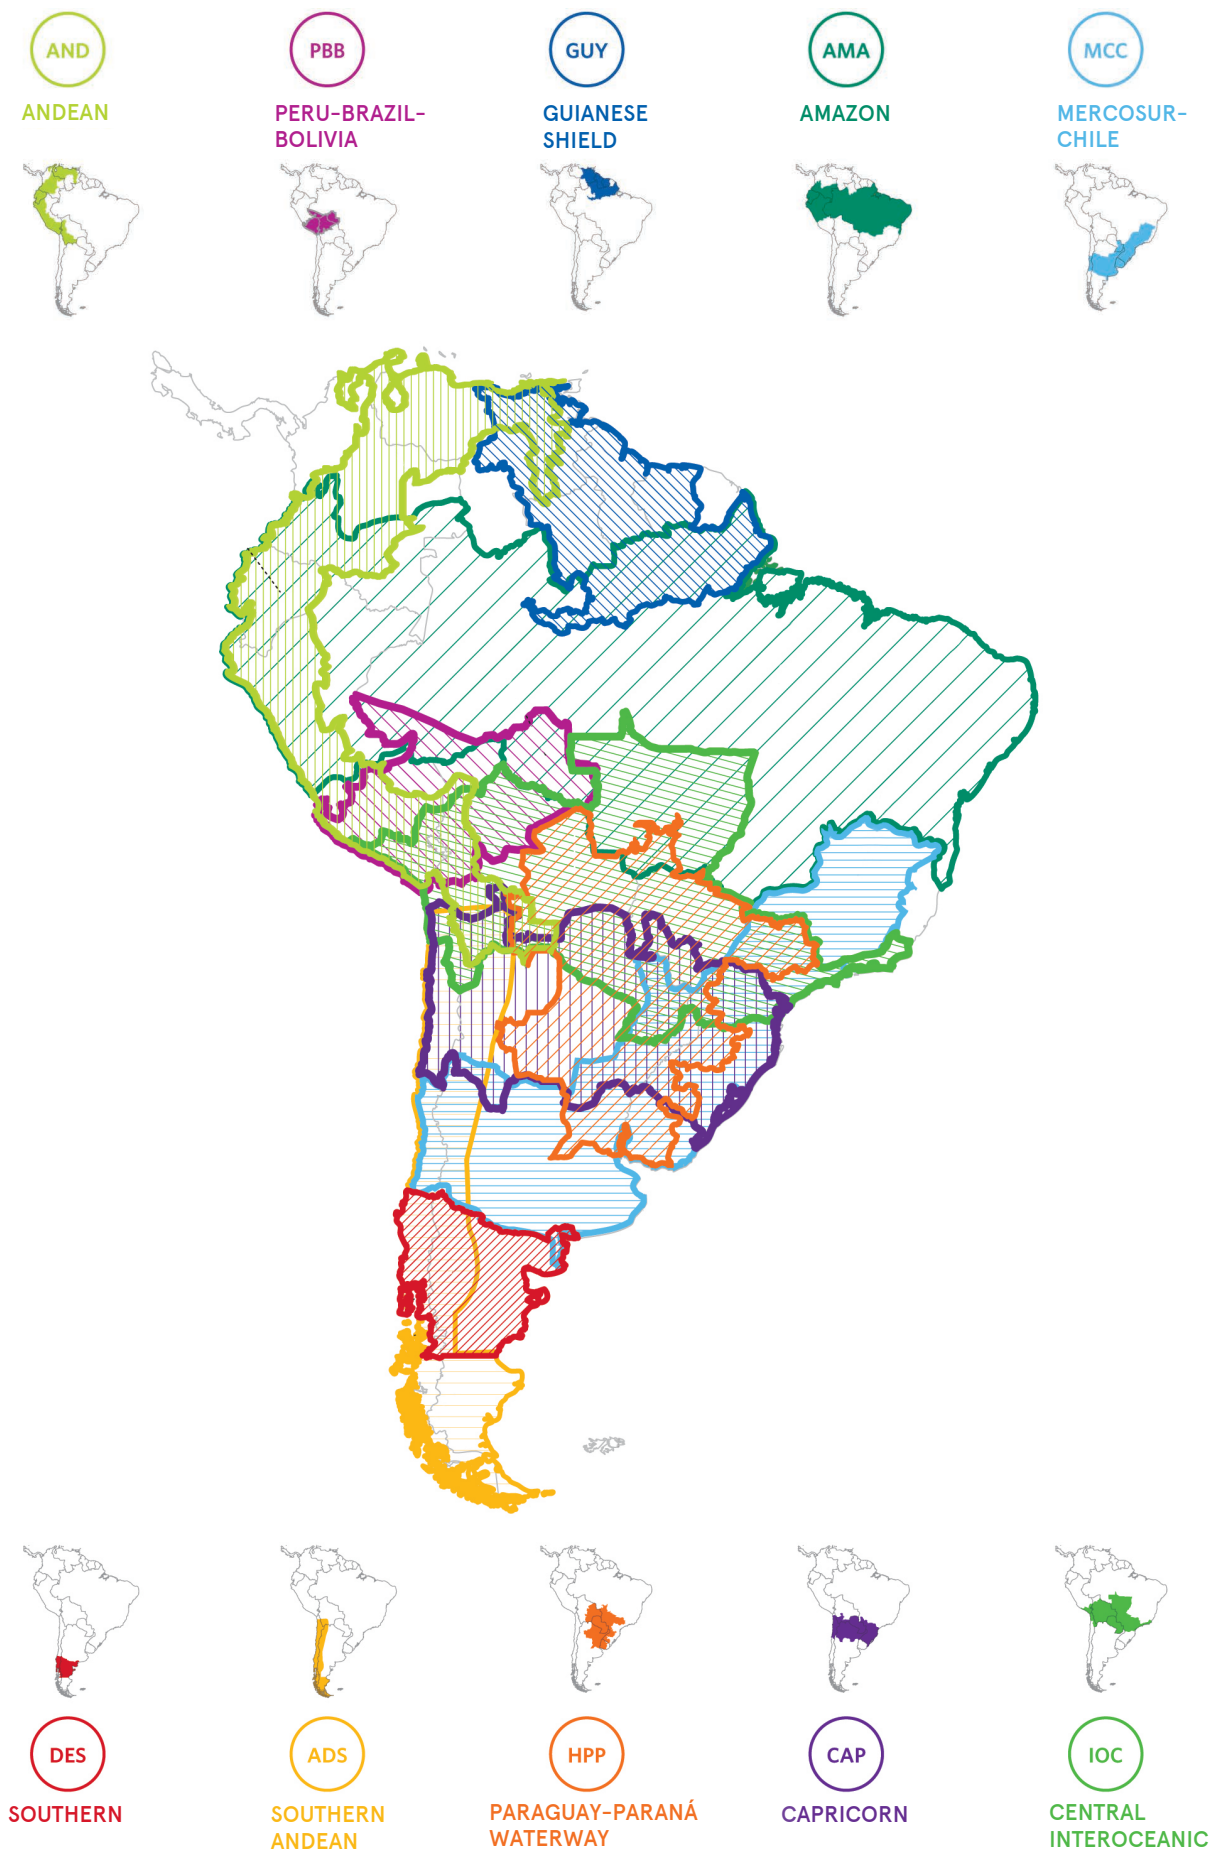 AND
PBB
GUY
AMA
MCC
ANDEAN
PERU-BRAZIL-
BOLIVIA
GUIANESE
SHIELD
AMAZON
MERCOSUR-
CHILE
DES
ADS
HPP
CAP
IOC
SOUTHERN
SOUTHERN
ANDEAN
PARAGUAY-PARANÁ
WATERWAY
CAPRICORN
CENTRAL
INTEROCEANIC